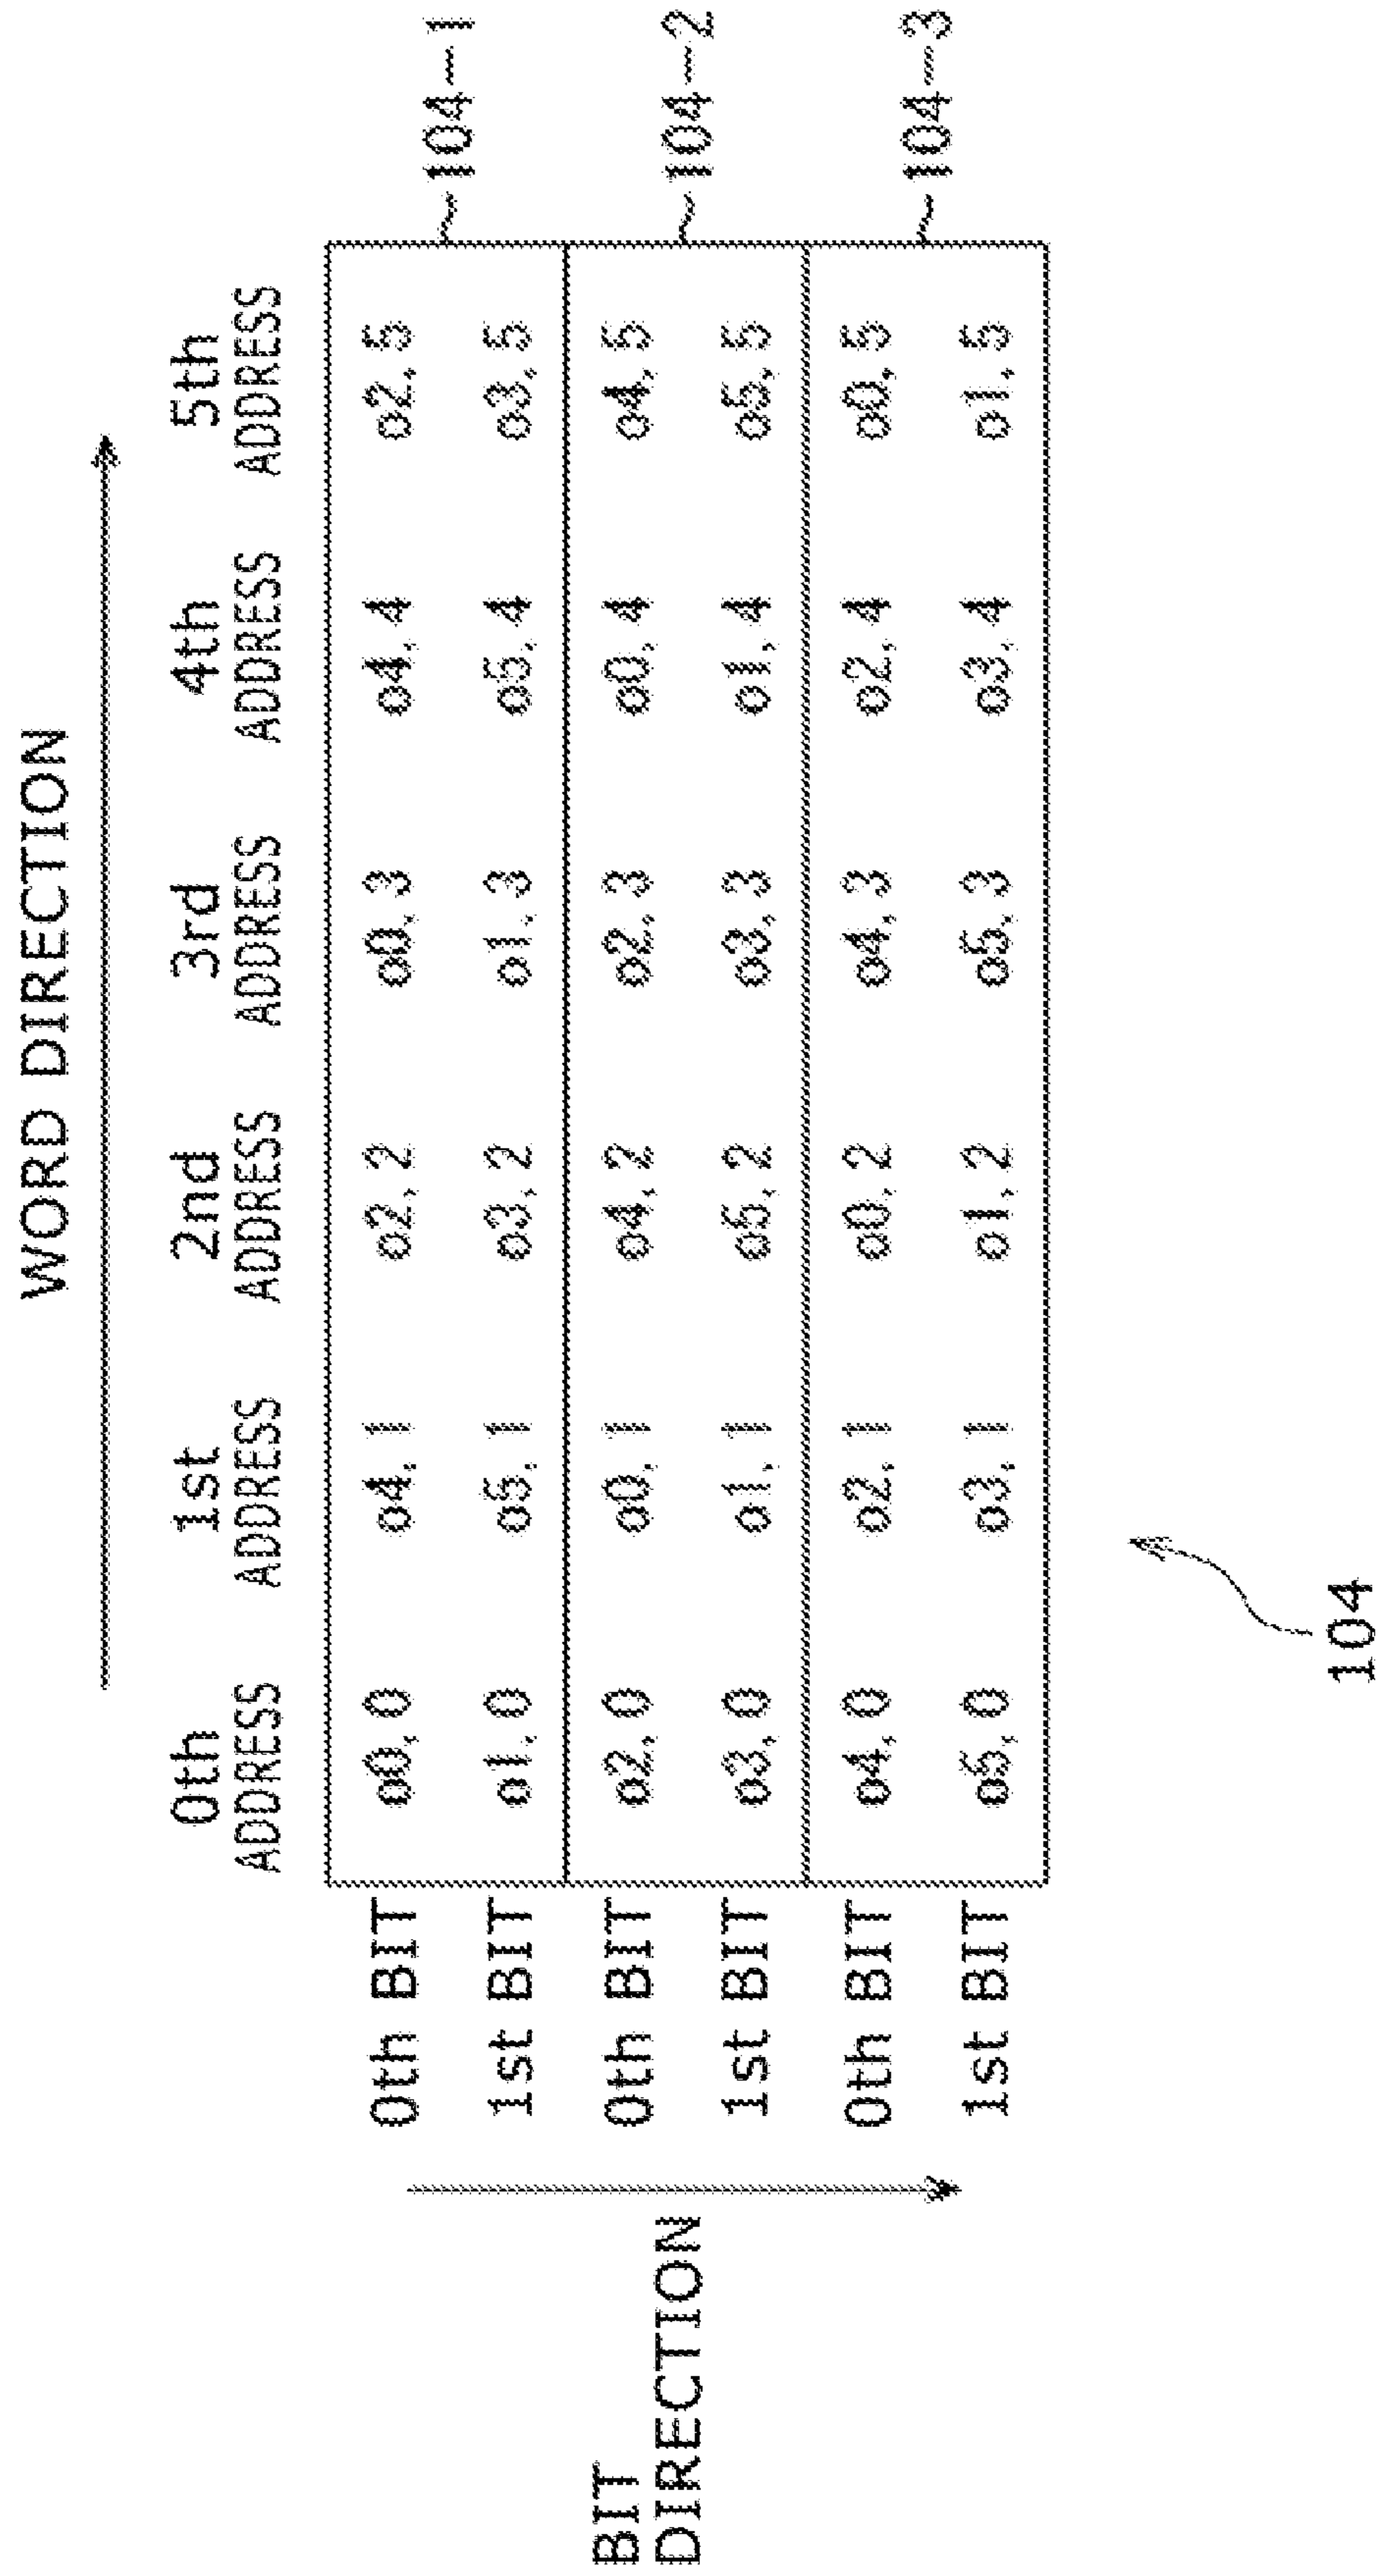 WORD DIRECTION
0th ADDRESS 1st ADDRESS 2nd ADDRESS 3rd ADDRESS 4th ADDRESS 5th ADDRESS
BIT DIRECTION
0th BIT o0, 0 o4, 1 o2, 2 o0, 3 o4, 4 o2, 5
1st BIT o1, 0 o5, 1 o3, 2 o1, 3 o5, 4 o3, 5
104-1
0th BIT o2, 0 o0, 1 o4, 2 o2, 3 o0, 4 o4, 5
1st BIT o3, 0 o1, 1 o5, 2 o3, 3 o1, 4 o5, 5
104-2
0th BIT o4, 0 o2, 1 o0, 2 o4, 3 o2, 4 o0, 5
1st BIT o5, 0 o3, 1 o1, 2 o5, 3 o3, 4 o1, 5
104-3
104